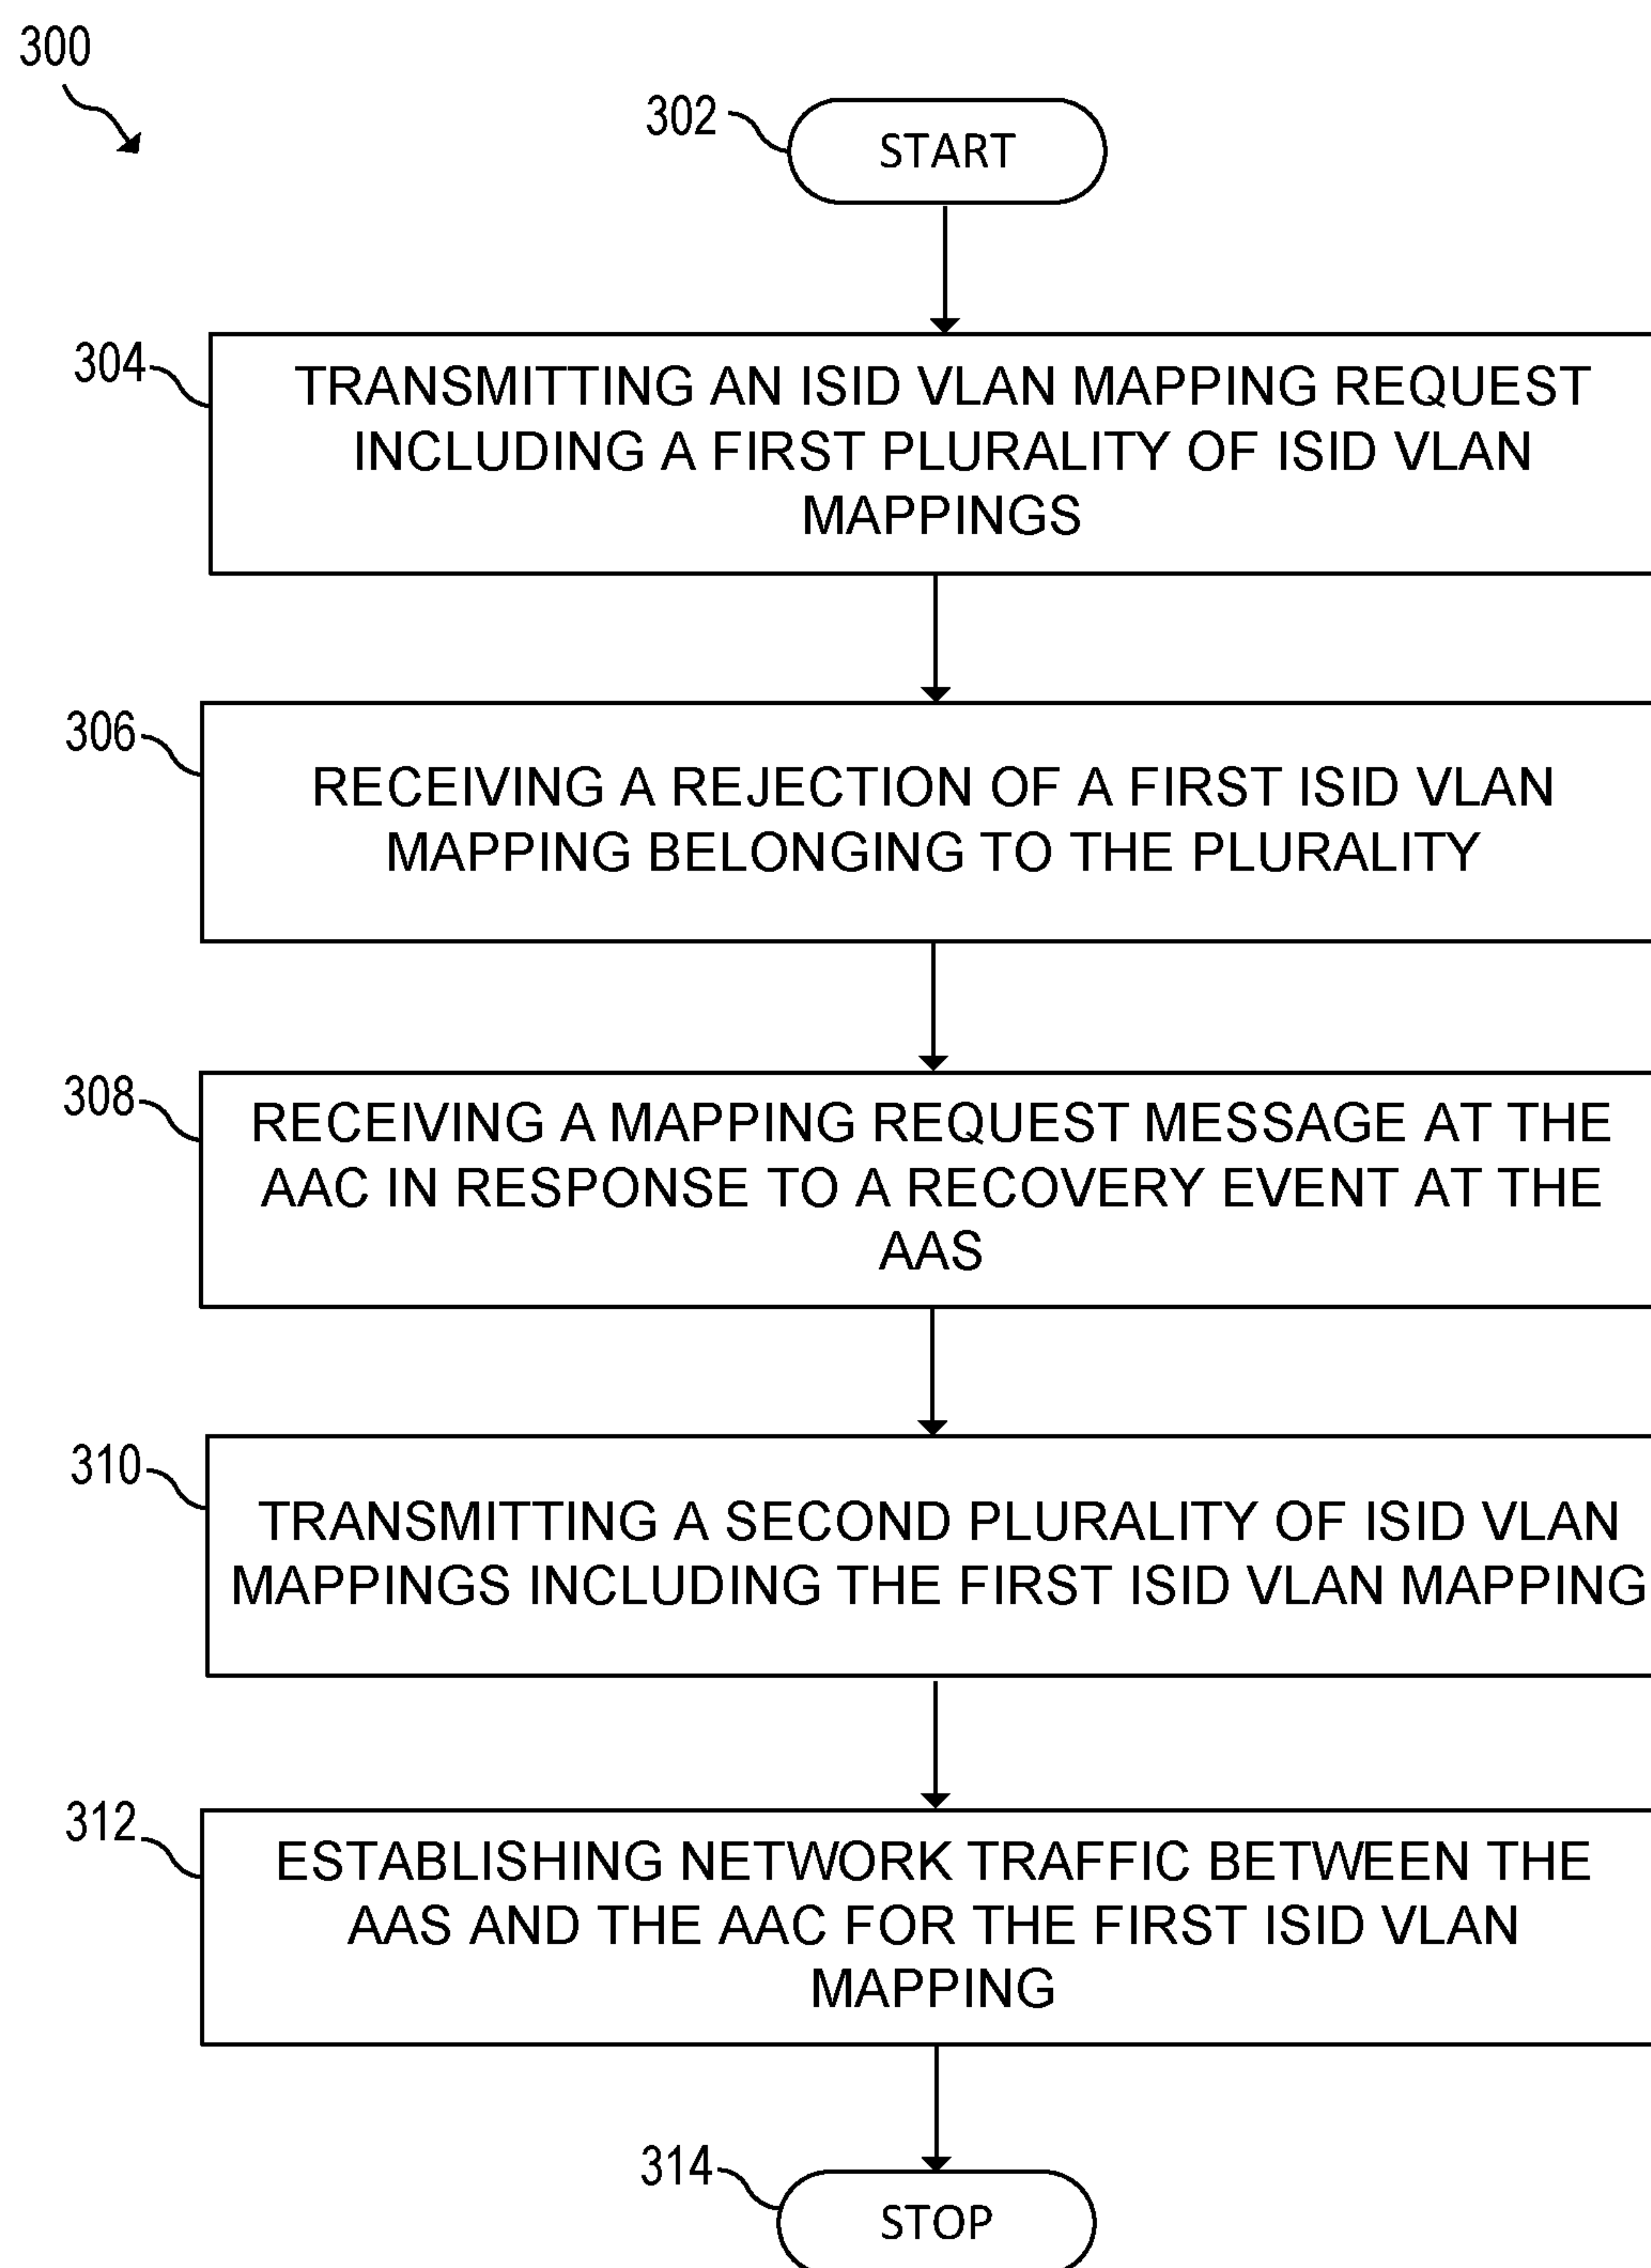 300
302
START
304
TRANSMITTING AN ISID VLAN MAPPING REQUEST
INCLUDING A FIRST PLURALITY OF ISID VLAN
MAPPINGS
306
RECEIVING A REJECTION OF A FIRST ISID VLAN
MAPPING BELONGING TO THE PLURALITY
308
RECEIVING A MAPPING REQUEST MESSAGE AT THE
AAC IN RESPONSE TO A RECOVERY EVENT AT THE
AAS
310
TRANSMITTING A SECOND PLURALITY OF ISID VLAN
MAPPINGS INCLUDING THE FIRST ISID VLAN MAPPING
312
ESTABLISHING NETWORK TRAFFIC BETWEEN THE
AAS AND THE AAC FOR THE FIRST ISID VLAN
MAPPING
314
STOP